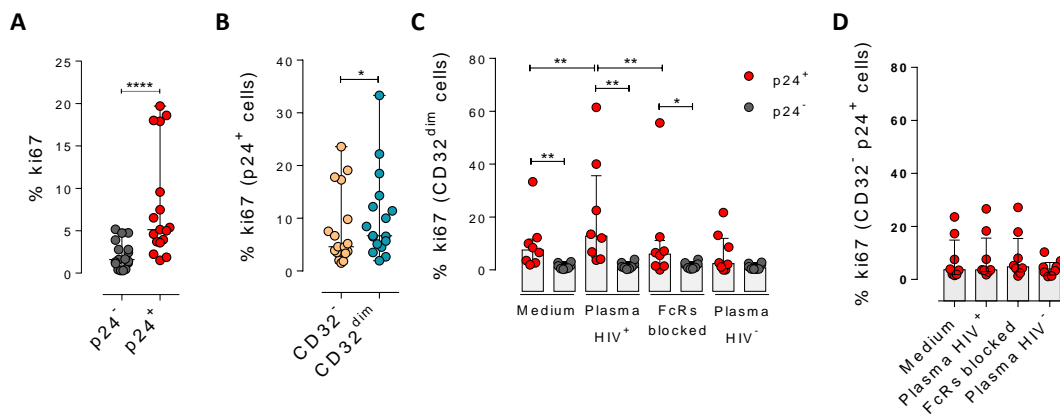 A
% ki67
25
20
15
10
5
0
****
p24⁻
p24⁺
B
% ki67 (p24⁺ cells)
40
30
20
10
0
*
CD32⁻
CD32ᵈⁱᵐ
C
% ki67 (CD32ᵈⁱᵐ cells)
80
60
40
20
0
** **
**
*
**
p24⁺
p24⁻
Medium Plasma FcRs Plasma
HIV⁺ blocked HIV⁻
D
% ki67 (CD32⁻ p24⁺ cells)
80
60
40
20
0
Medium
Plasma HIV⁺
FcRs blocked
Plasma HIV⁻